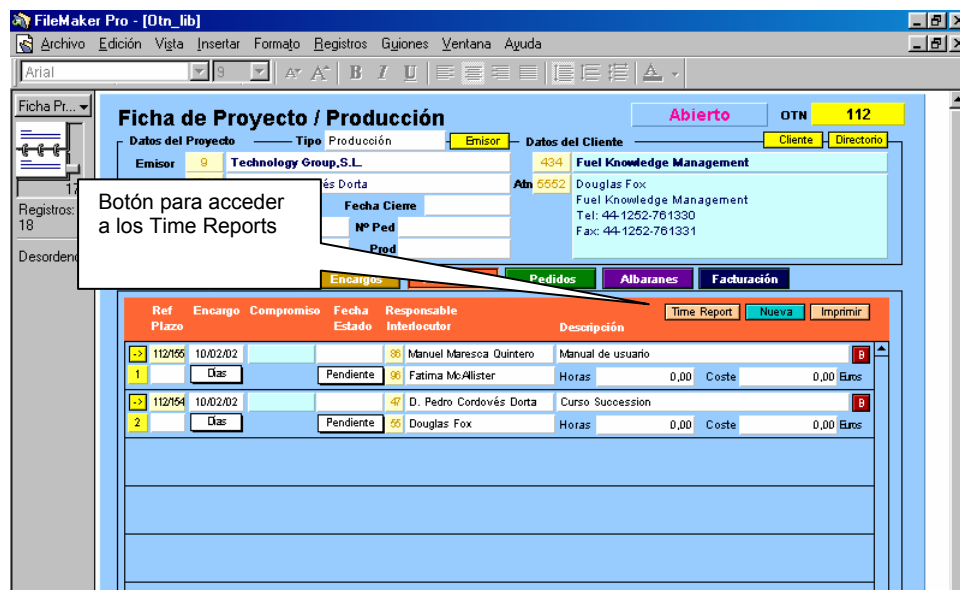 FileMaker Pro - [Otn_lib]
Archivo Edición Vista Insertar Formato Registros Guiones Ventana Ayuda
Arial 9 B I U A
Ficha Pr...
Registros:
18
Ficha de Proyecto / Producción
Abierto OTN 112
Datos del Proyecto Tipo Producción Emisor Datos del Cliente Cliente Directorio
Emisor 9 Technology Group,S.L. 434 Fuel Knowledge Management
Dorta Atn 5552 Douglas Fox
Fuel Knowledge Management
Fecha Cierre
Tel: 44-1252-761330
Nº Ped
Fax: 44-1252-761331
Prod
Botón para acceder
a los Time Reports
Encargos Pedidos Albaranes Facturación
Time Report Nueva Imprimir
Ref Encargo Compromiso Fecha Responsable
Plazo Estado Interlocutor Descripción
-> 112/155 10/02/02 86 Manuel Maresca Quintero Manual de usuario B
1 Días Pendiente 96 Fatima McAllister Horas 0,00 Coste 0,00 Euros
-> 112/154 10/02/02 47 D. Pedro Cordovés Dorta Curso Succession B
2 Días Pendiente 55 Douglas Fox Horas 0,00 Coste 0,00 Euros